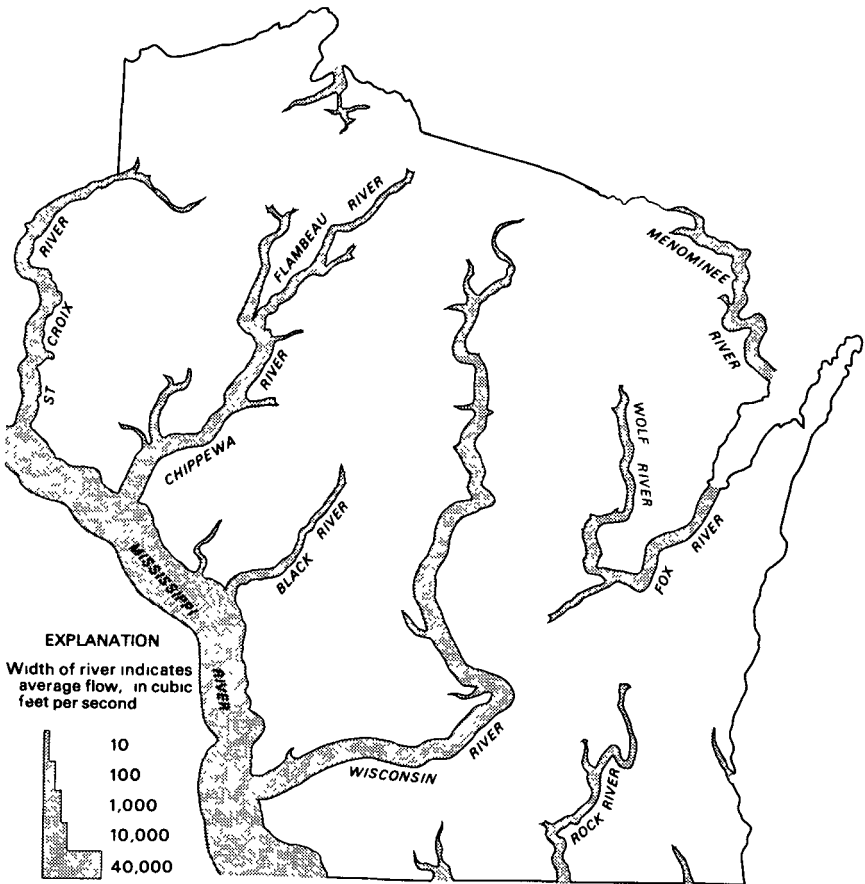 RIVER
ST CROIX
FLAMBEAU RIVER
MENOMINEE
RIVER
RIVER
CHIPPEWA
WOLF RIVER
BLACK RIVER
FOX RIVER
MISSISSIPPI
RIVER
WISCONSIN
RIVER
ROCK RIVER
EXPLANATION
Width of river indicates
average flow, in cubic
feet per second
10
100
1,000
10,000
40,000